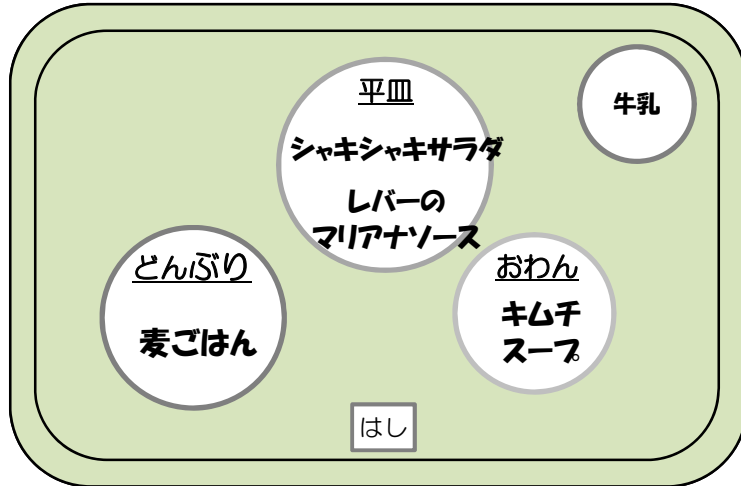 平皿
シャキシャキサラダ
レバーの
マリアナソース
牛乳
どんぶり
麦ごはん
おわん
キムチ
スープ
はし